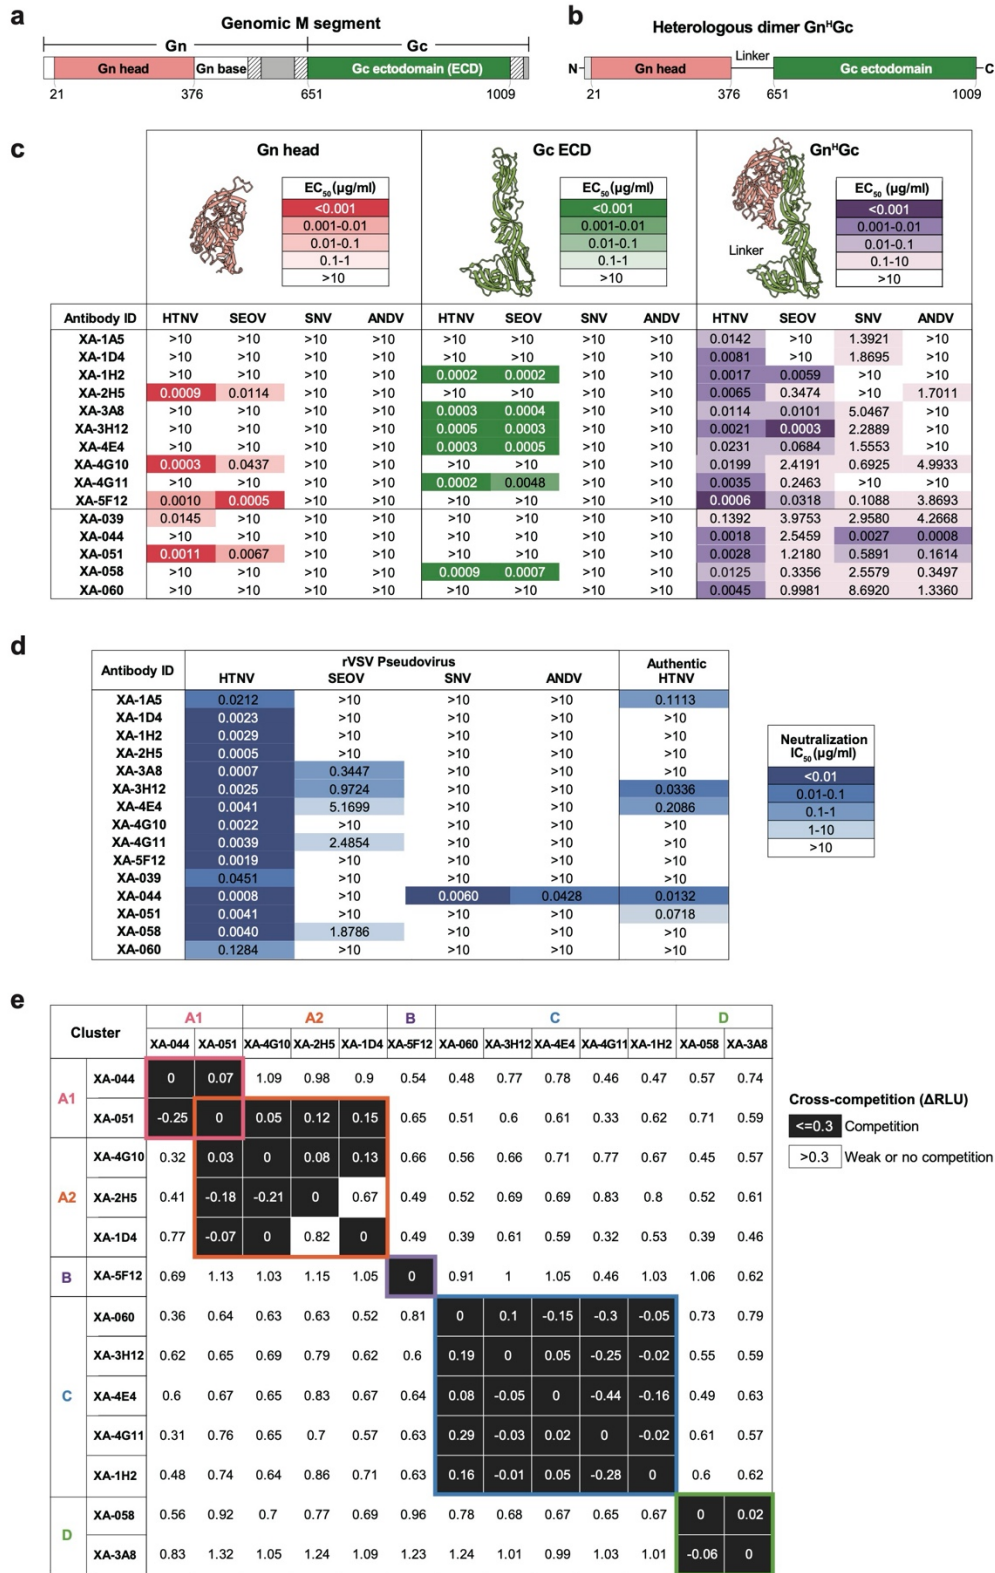 a
Genomic M segment
Gn Gc
Gn head Gn base Gc ectodomain (ECD)
21 376 651 1009
b
Heterologous dimer GnᴴGc
Linker
N Gn head Gc ectodomain C
21 376 651 1009
c
Gn head Gc ECD GnᴴGc
EC₅₀ (µg/ml) EC₅₀ (µg/ml) EC₅₀ (µg/ml)
<0.001 <0.001 <0.001
0.001-0.01 0.001-0.01 0.001-0.01
0.01-0.1 0.01-0.1 0.01-0.1
0.1-1 0.1-1 0.1-10
>10 >10 >10
Linker
Antibody ID HTNV SEOV SNV ANDV HTNV SEOV SNV ANDV HTNV SEOV SNV ANDV
XA-1A5 >10 >10 >10 >10 >10 >10 >10 >10 0.0142 >10 1.3921 >10
XA-1D4 >10 >10 >10 >10 >10 >10 >10 >10 0.0081 >10 1.8695 >10
XA-1H2 >10 >10 >10 >10 0.0002 0.0002 >10 >10 0.0017 0.0059 >10 >10
XA-2H5 0.0009 0.0114 >10 >10 >10 >10 >10 >10 0.0065 0.3474 >10 1.7011
XA-3A8 >10 >10 >10 >10 0.0003 0.0004 >10 >10 0.0114 0.0101 5.0467 >10
XA-3H12 >10 >10 >10 >10 0.0005 0.0003 >10 >10 0.0021 0.0003 2.2889 >10
XA-4E4 >10 >10 >10 >10 0.0003 0.0005 >10 >10 0.0231 0.0684 1.5553 >10
XA-4G10 0.0003 0.0437 >10 >10 >10 >10 >10 >10 0.0199 2.4191 0.6925 4.9933
XA-4G11 >10 >10 >10 >10 0.0002 0.0048 >10 >10 0.0035 0.2463 >10 >10
XA-5F12 0.0010 0.0005 >10 >10 >10 >10 >10 >10 0.0006 0.0318 0.1088 3.8693
XA-039 0.0145 >10 >10 >10 >10 >10 >10 >10 0.1392 3.9753 2.9580 4.2668
XA-044 >10 >10 >10 >10 >10 >10 >10 >10 0.0018 2.5459 0.0027 0.0008
XA-051 0.0011 0.0067 >10 >10 >10 >10 >10 >10 0.0028 1.2180 0.5891 0.1614
XA-058 >10 >10 >10 >10 0.0009 0.0007 >10 >10 0.0125 0.3356 2.5579 0.3497
XA-060 >10 >10 >10 >10 >10 >10 >10 >10 0.0045 0.9981 8.6920 1.3360
d
Antibody ID rVSV Pseudovirus Authentic
HTNV SEOV SNV ANDV HTNV
XA-1A5 0.0212 >10 >10 >10 0.1113
XA-1D4 0.0023 >10 >10 >10 >10
XA-1H2 0.0029 >10 >10 >10 >10
XA-2H5 0.0005 >10 >10 >10 >10
XA-3A8 0.0007 0.3447 >10 >10 >10
XA-3H12 0.0025 0.9724 >10 >10 0.0336
XA-4E4 0.0041 5.1699 >10 >10 0.2086
XA-4G10 0.0022 >10 >10 >10 >10
XA-4G11 0.0039 2.4854 >10 >10 >10
XA-5F12 0.0019 >10 >10 >10 >10
XA-039 0.0451 >10 >10 >10 >10
XA-044 0.0008 >10 0.0060 0.0428 0.0132
XA-051 0.0041 >10 >10 >10 0.0718
XA-058 0.0040 1.8786 >10 >10 >10
XA-060 0.1284 >10 >10 >10 >10
Neutralization
IC₅₀ (µg/ml)
<0.01
0.01-0.1
0.1-1
1-10
>10
e
Cluster A1 A2 B C D
XA-044 XA-051 XA-4G10 XA-2H5 XA-1D4 XA-5F12 XA-060 XA-3H12 XA-4E4 XA-4G11 XA-1H2 XA-058 XA-3A8
A1 XA-044 0 0.07 1.09 0.98 0.9 0.54 0.48 0.77 0.78 0.46 0.47 0.57 0.74
XA-051 -0.25 0 0.05 0.12 0.15 0.65 0.51 0.6 0.61 0.33 0.62 0.71 0.59
A2 XA-4G10 0.32 0.03 0 0.08 0.13 0.66 0.56 0.66 0.71 0.77 0.67 0.45 0.57
XA-2H5 0.41 -0.18 -0.21 0 0.67 0.49 0.52 0.69 0.69 0.83 0.8 0.52 0.61
XA-1D4 0.77 -0.07 0 0.82 0 0.49 0.39 0.61 0.59 0.32 0.53 0.39 0.46
B XA-5F12 0.69 1.13 1.03 1.15 1.05 0 0.91 1 1.05 0.46 1.03 1.06 0.62
C XA-060 0.36 0.64 0.63 0.63 0.52 0.81 0 0.1 -0.15 -0.3 -0.05 0.73 0.79
XA-3H12 0.62 0.65 0.69 0.79 0.62 0.6 0.19 0 0.05 -0.25 -0.02 0.55 0.59
XA-4E4 0.6 0.67 0.65 0.83 0.67 0.64 0.08 -0.05 0 -0.44 -0.16 0.49 0.63
XA-4G11 0.31 0.76 0.65 0.7 0.57 0.63 0.29 -0.03 0.02 0 -0.02 0.61 0.57
XA-1H2 0.48 0.74 0.64 0.86 0.71 0.63 0.16 -0.01 0.05 -0.28 0 0.6 0.62
D XA-058 0.56 0.92 0.7 0.77 0.69 0.96 0.78 0.68 0.67 0.65 0.67 0 0.02
XA-3A8 0.83 1.32 1.05 1.24 1.09 1.23 1.24 1.01 0.99 1.03 1.01 -0.06 0
Cross-competition (ΔRLU)
<=0.3 Competition
>0.3 Weak or no competition